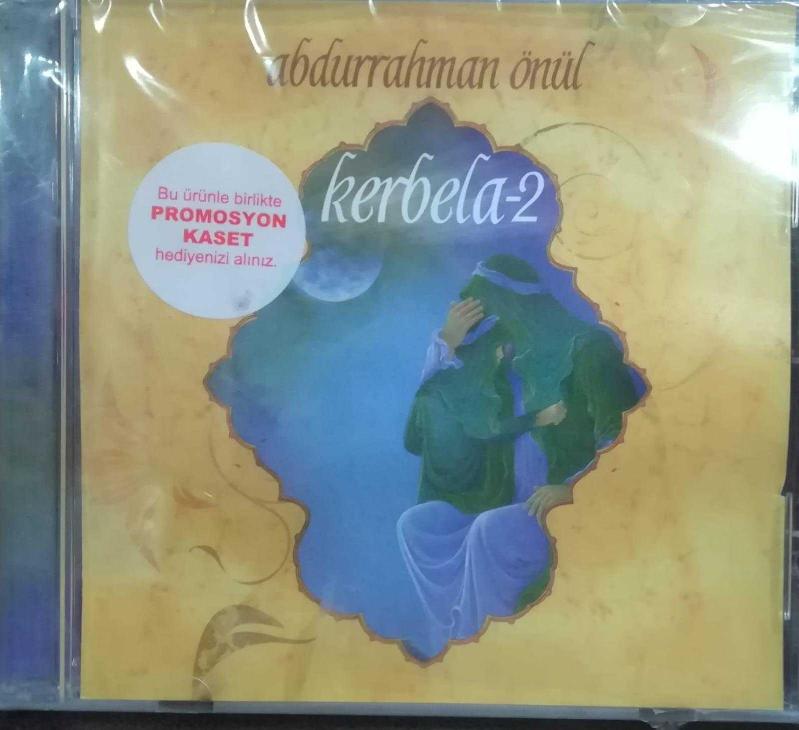 abdurrahman önül
kerbela-2
Bu ürünle birlikte
PROMOSYON
KASET
hediyenizi alınız.